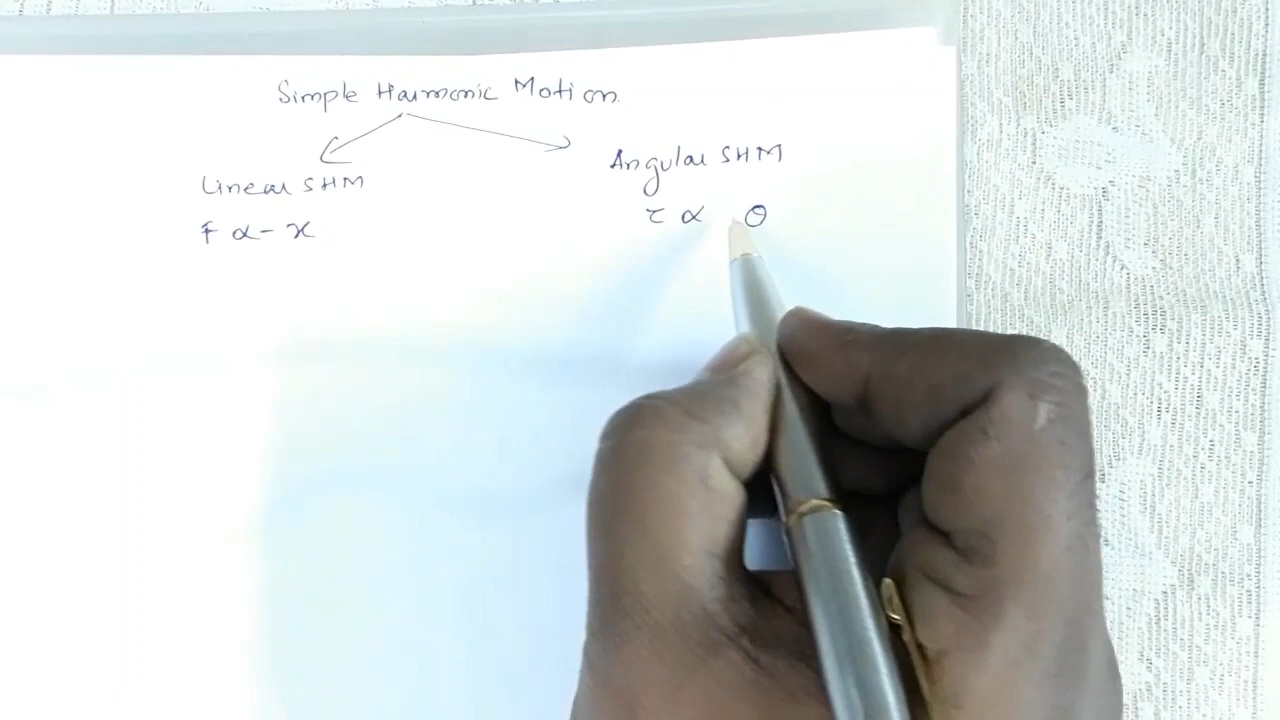 Simple Harmonic Motion.
Linear SHM
F α - x
Angular SHM
τ α θ